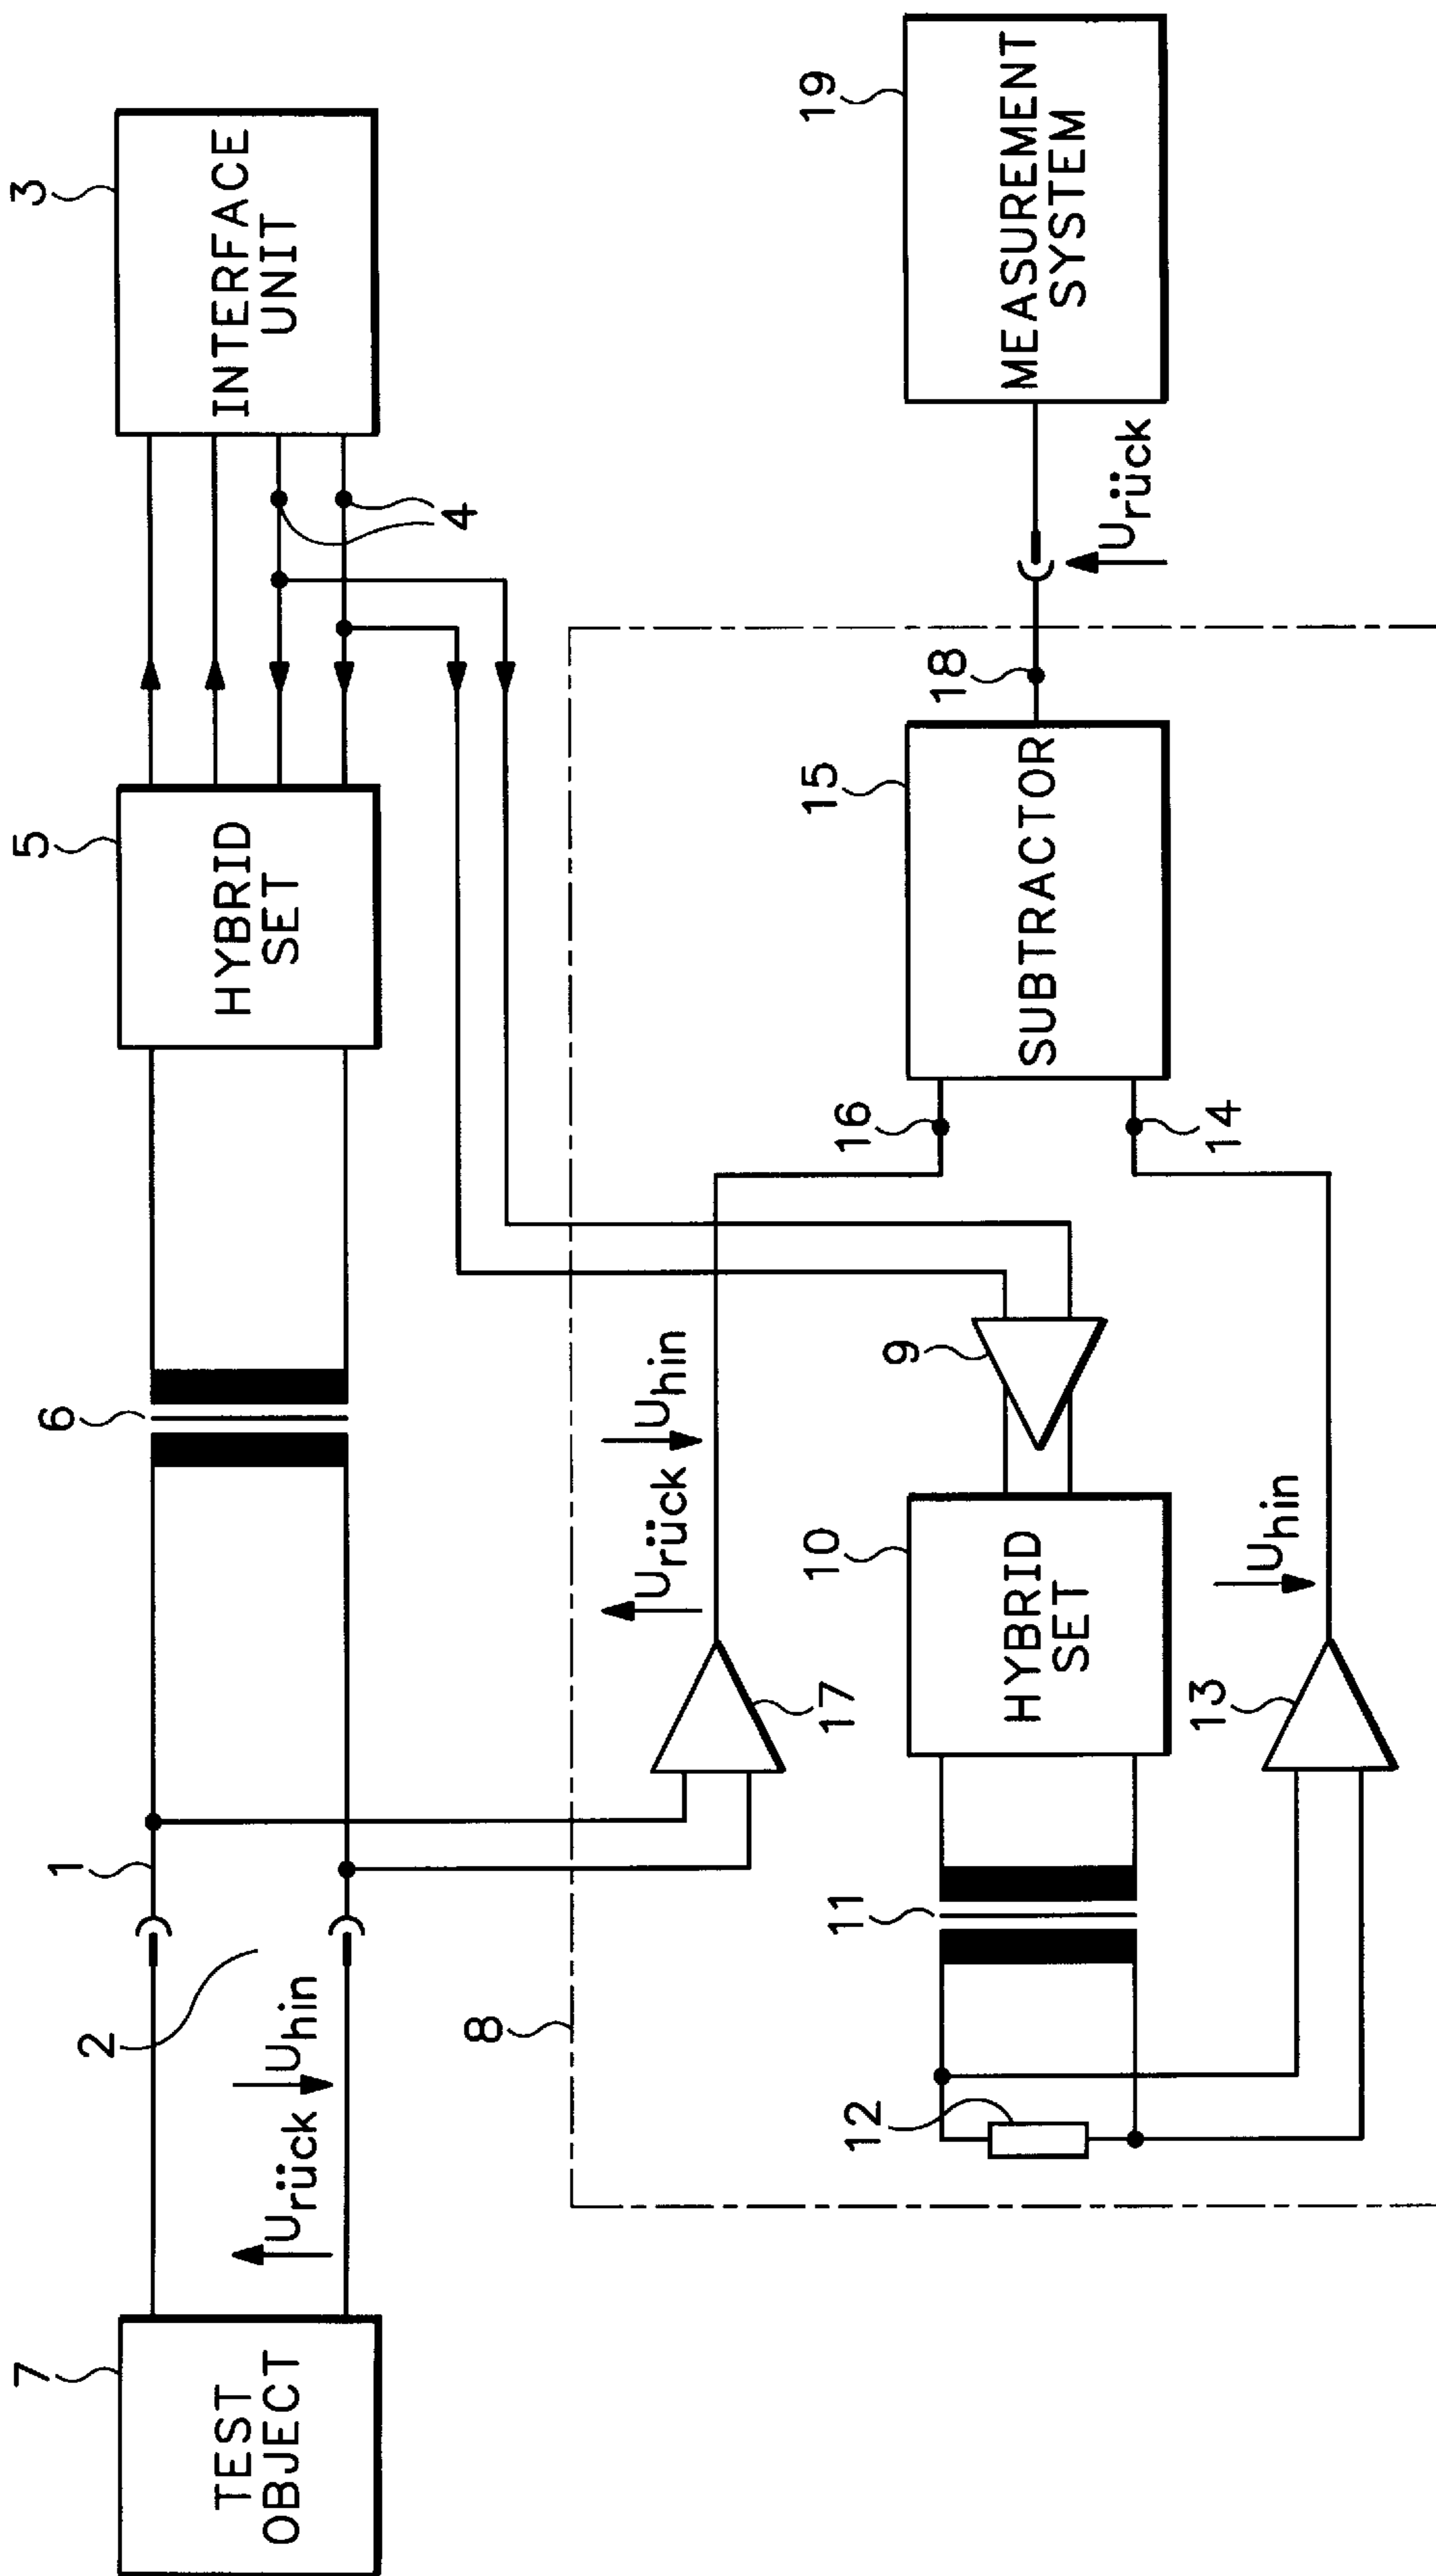 7
TEST
OBJECT
Urück
Uhin
2
1
6
5
HYBRID
SET
3
INTERFACE
UNIT
4
8
17
Urück
Uhin
12
11
10
HYBRID
SET
9
13
Uhin
16
14
15
SUBTRACTOR
18
Urück
19
MEASUREMENT
SYSTEM